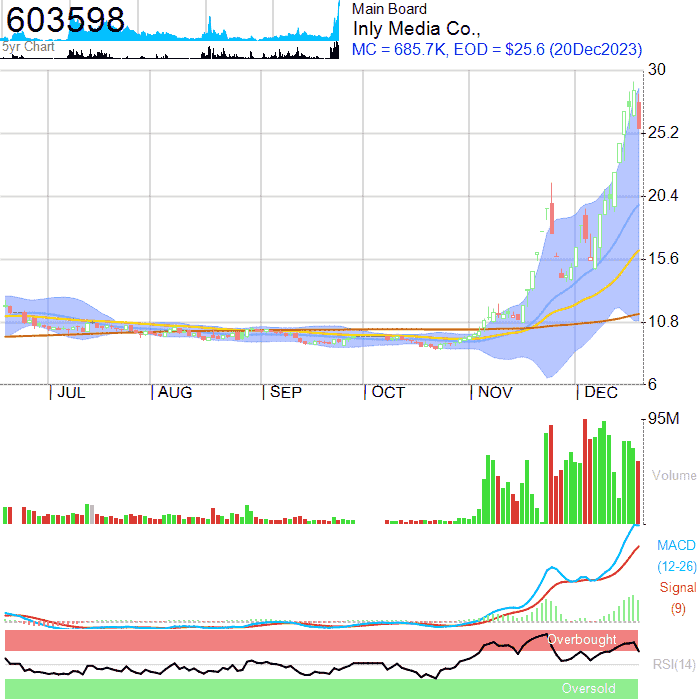 603598
5yr Chart
Main Board
Inly Media Co.,
MC = 685.7K, EOD = $25.6 (20Dec2023)
30
25.2
20.4
15.6
10.8
6
JUL AUG SEP OCT NOV DEC
95M
Volume
MACD
(12-26)
Signal
(9)
Overbought
RSI(14)
Oversold